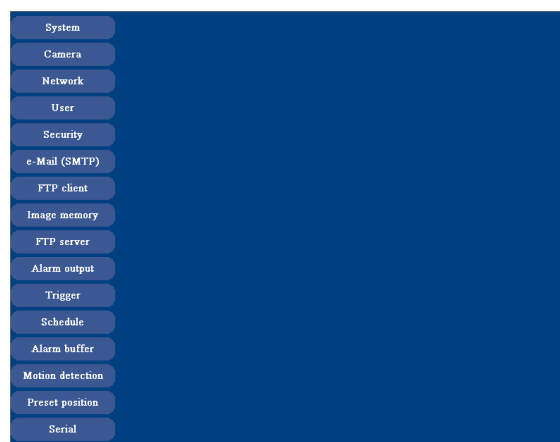 System
Camera
Network
User
Security
e-Mail (SMTP)
FTP client
Image memory
FTP server
Alarm output
Trigger
Schedule
Alarm buffer
Motion detection
Preset position
Serial